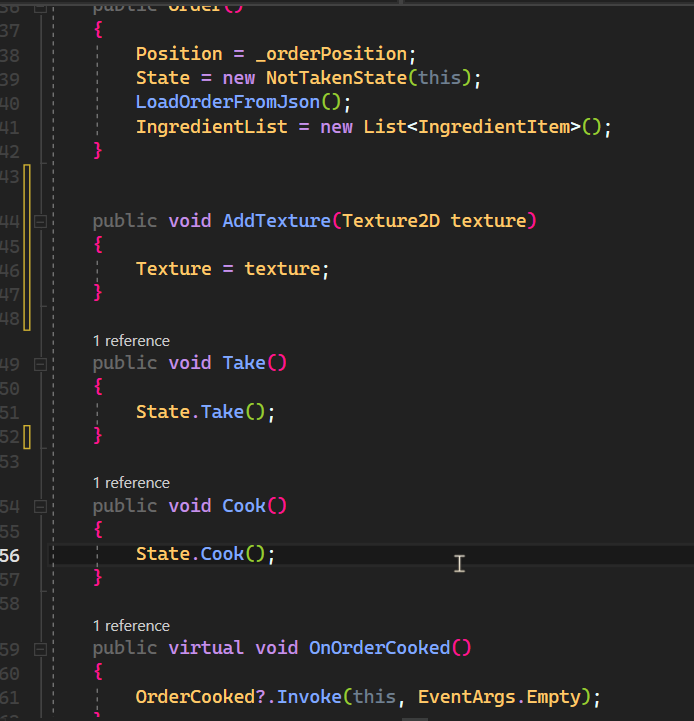 36 public Order()
37 {
38 Position = _orderPosition;
39 State = new NotTakenState(this);
40 LoadOrderFromJson();
41 IngredientList = new List<IngredientItem>();
42 }
43
44 public void AddTexture(Texture2D texture)
45 {
46 Texture = texture;
47 }
48
1 reference
49 public void Take()
50 {
51 State.Take();
52 }
53
1 reference
54 public void Cook()
55 {
56 State.Cook();
57 }
58
1 reference
59 public virtual void OnOrderCooked()
60 {
61 OrderCooked?.Invoke(this, EventArgs.Empty);
62 }